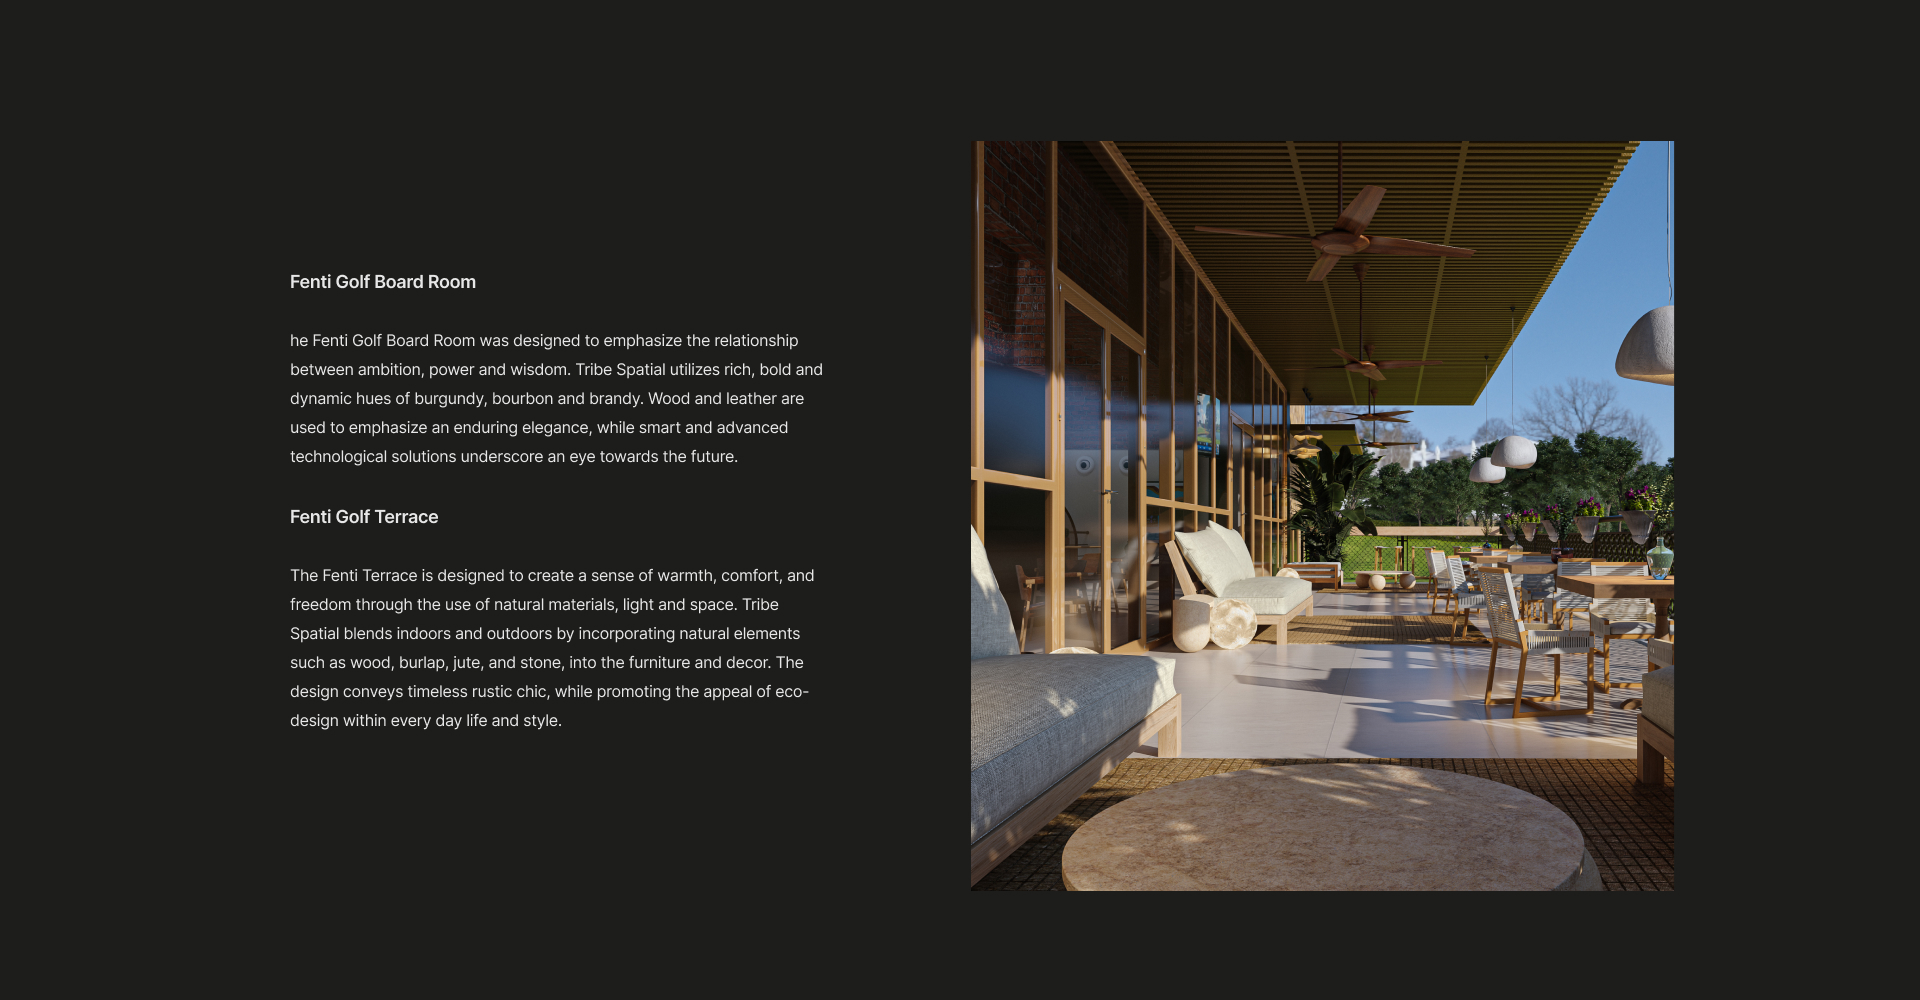 Fenti Golf Board Room
he Fenti Golf Board Room was designed to emphasize the relationship
between ambition, power and wisdom. Tribe Spatial utilizes rich, bold and
dynamic hues of burgundy, bourbon and brandy. Wood and leather are
used to emphasize an enduring elegance, while smart and advanced
technological solutions underscore an eye towards the future.
Fenti Golf Terrace
The Fenti Terrace is designed to create a sense of warmth, comfort, and
freedom through the use of natural materials, light and space. Tribe
Spatial blends indoors and outdoors by incorporating natural elements
such as wood, burlap, jute, and stone, into the furniture and decor. The
design conveys timeless rustic chic, while promoting the appeal of eco-
design within every day life and style.